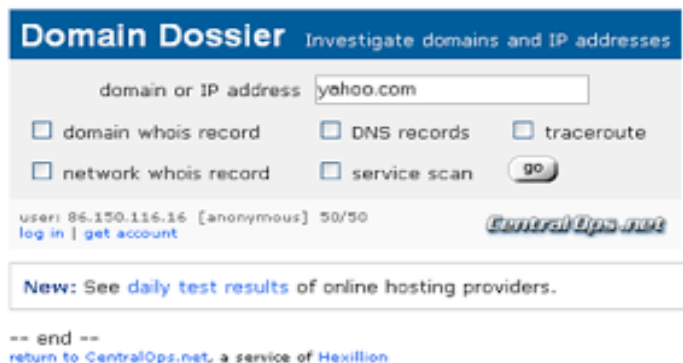 Domain Dossier Investigate domains and IP addresses
domain or IP address yahoo.com
domain whois record DNS records traceroute
network whois record service scan go
user: 86.150.116.16 [anonymous] 50/50
log in | get account
CentralOps.net
New: See daily test results of online hosting providers.
-- end --
return to CentralOps.net, a service of Hexillion